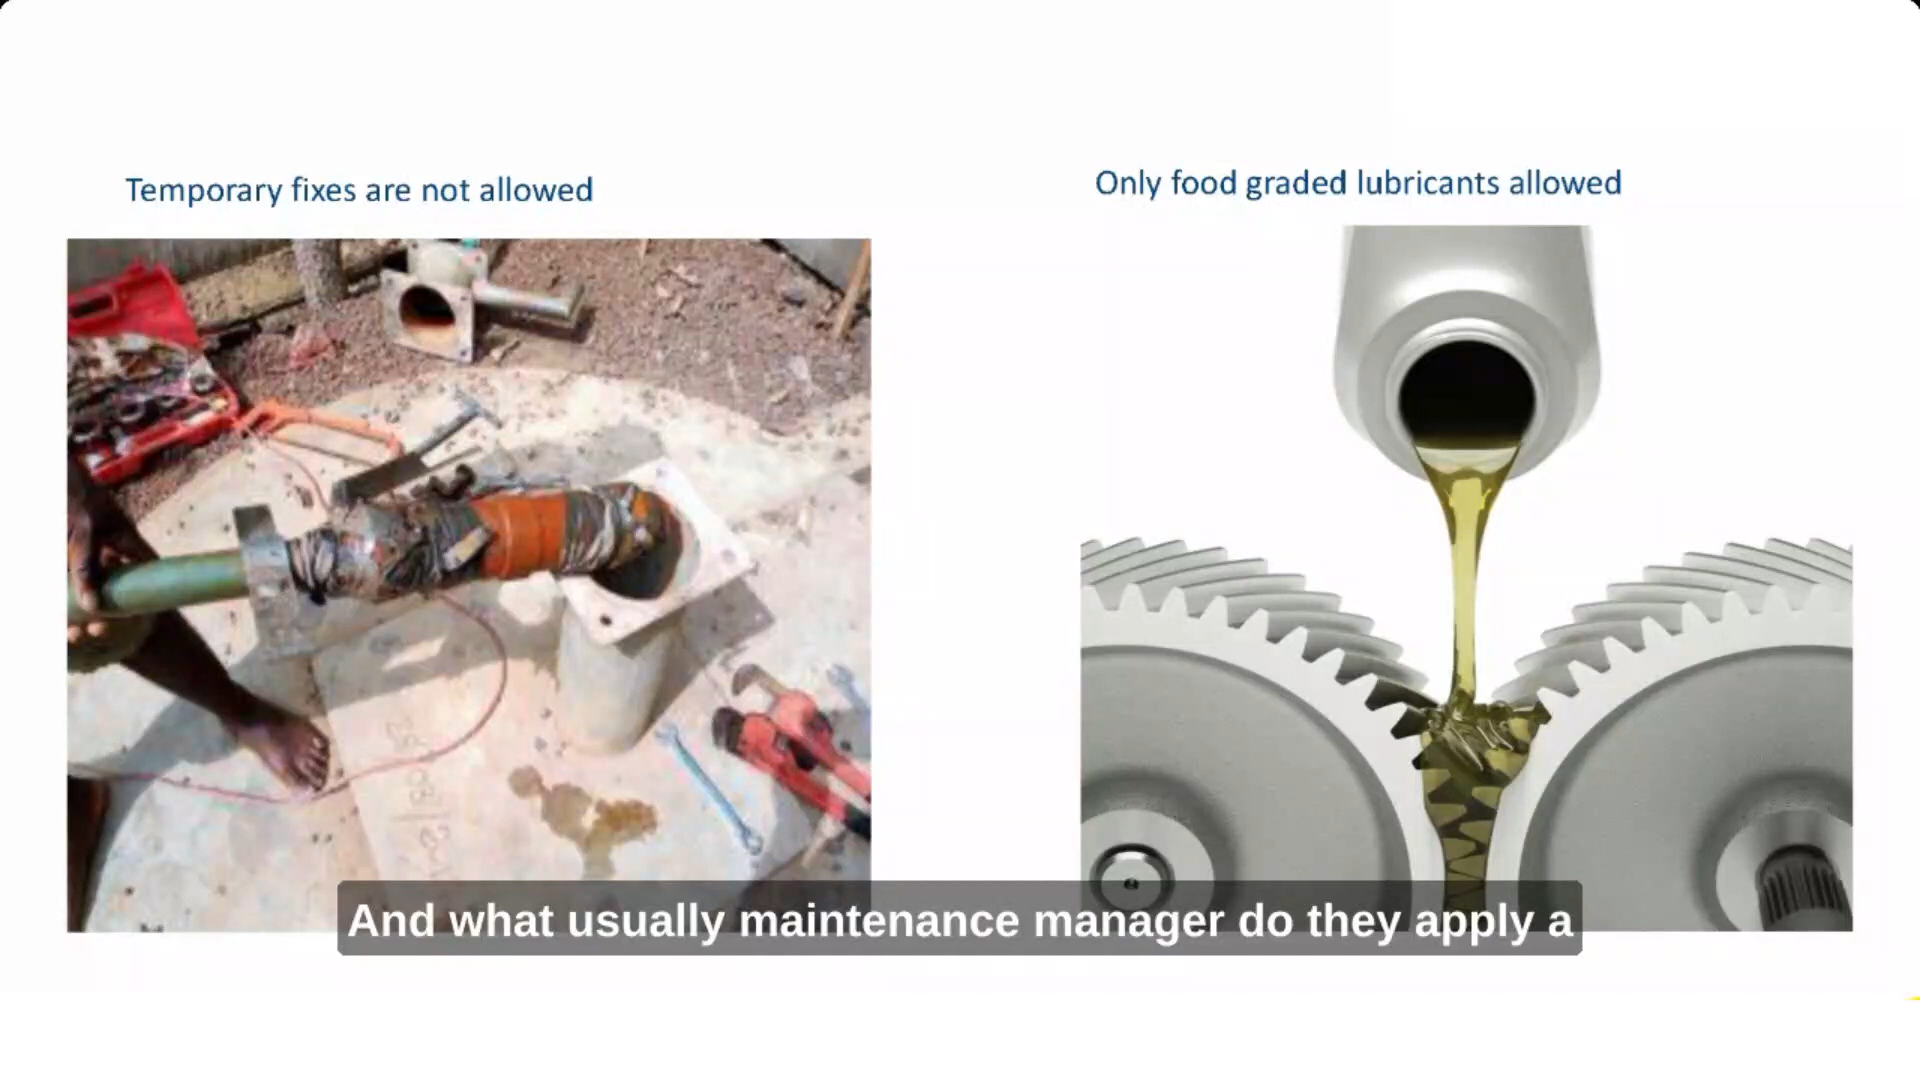 Temporary fixes are not allowed
Only food graded lubricants allowed
And what usually maintenance manager do they apply a